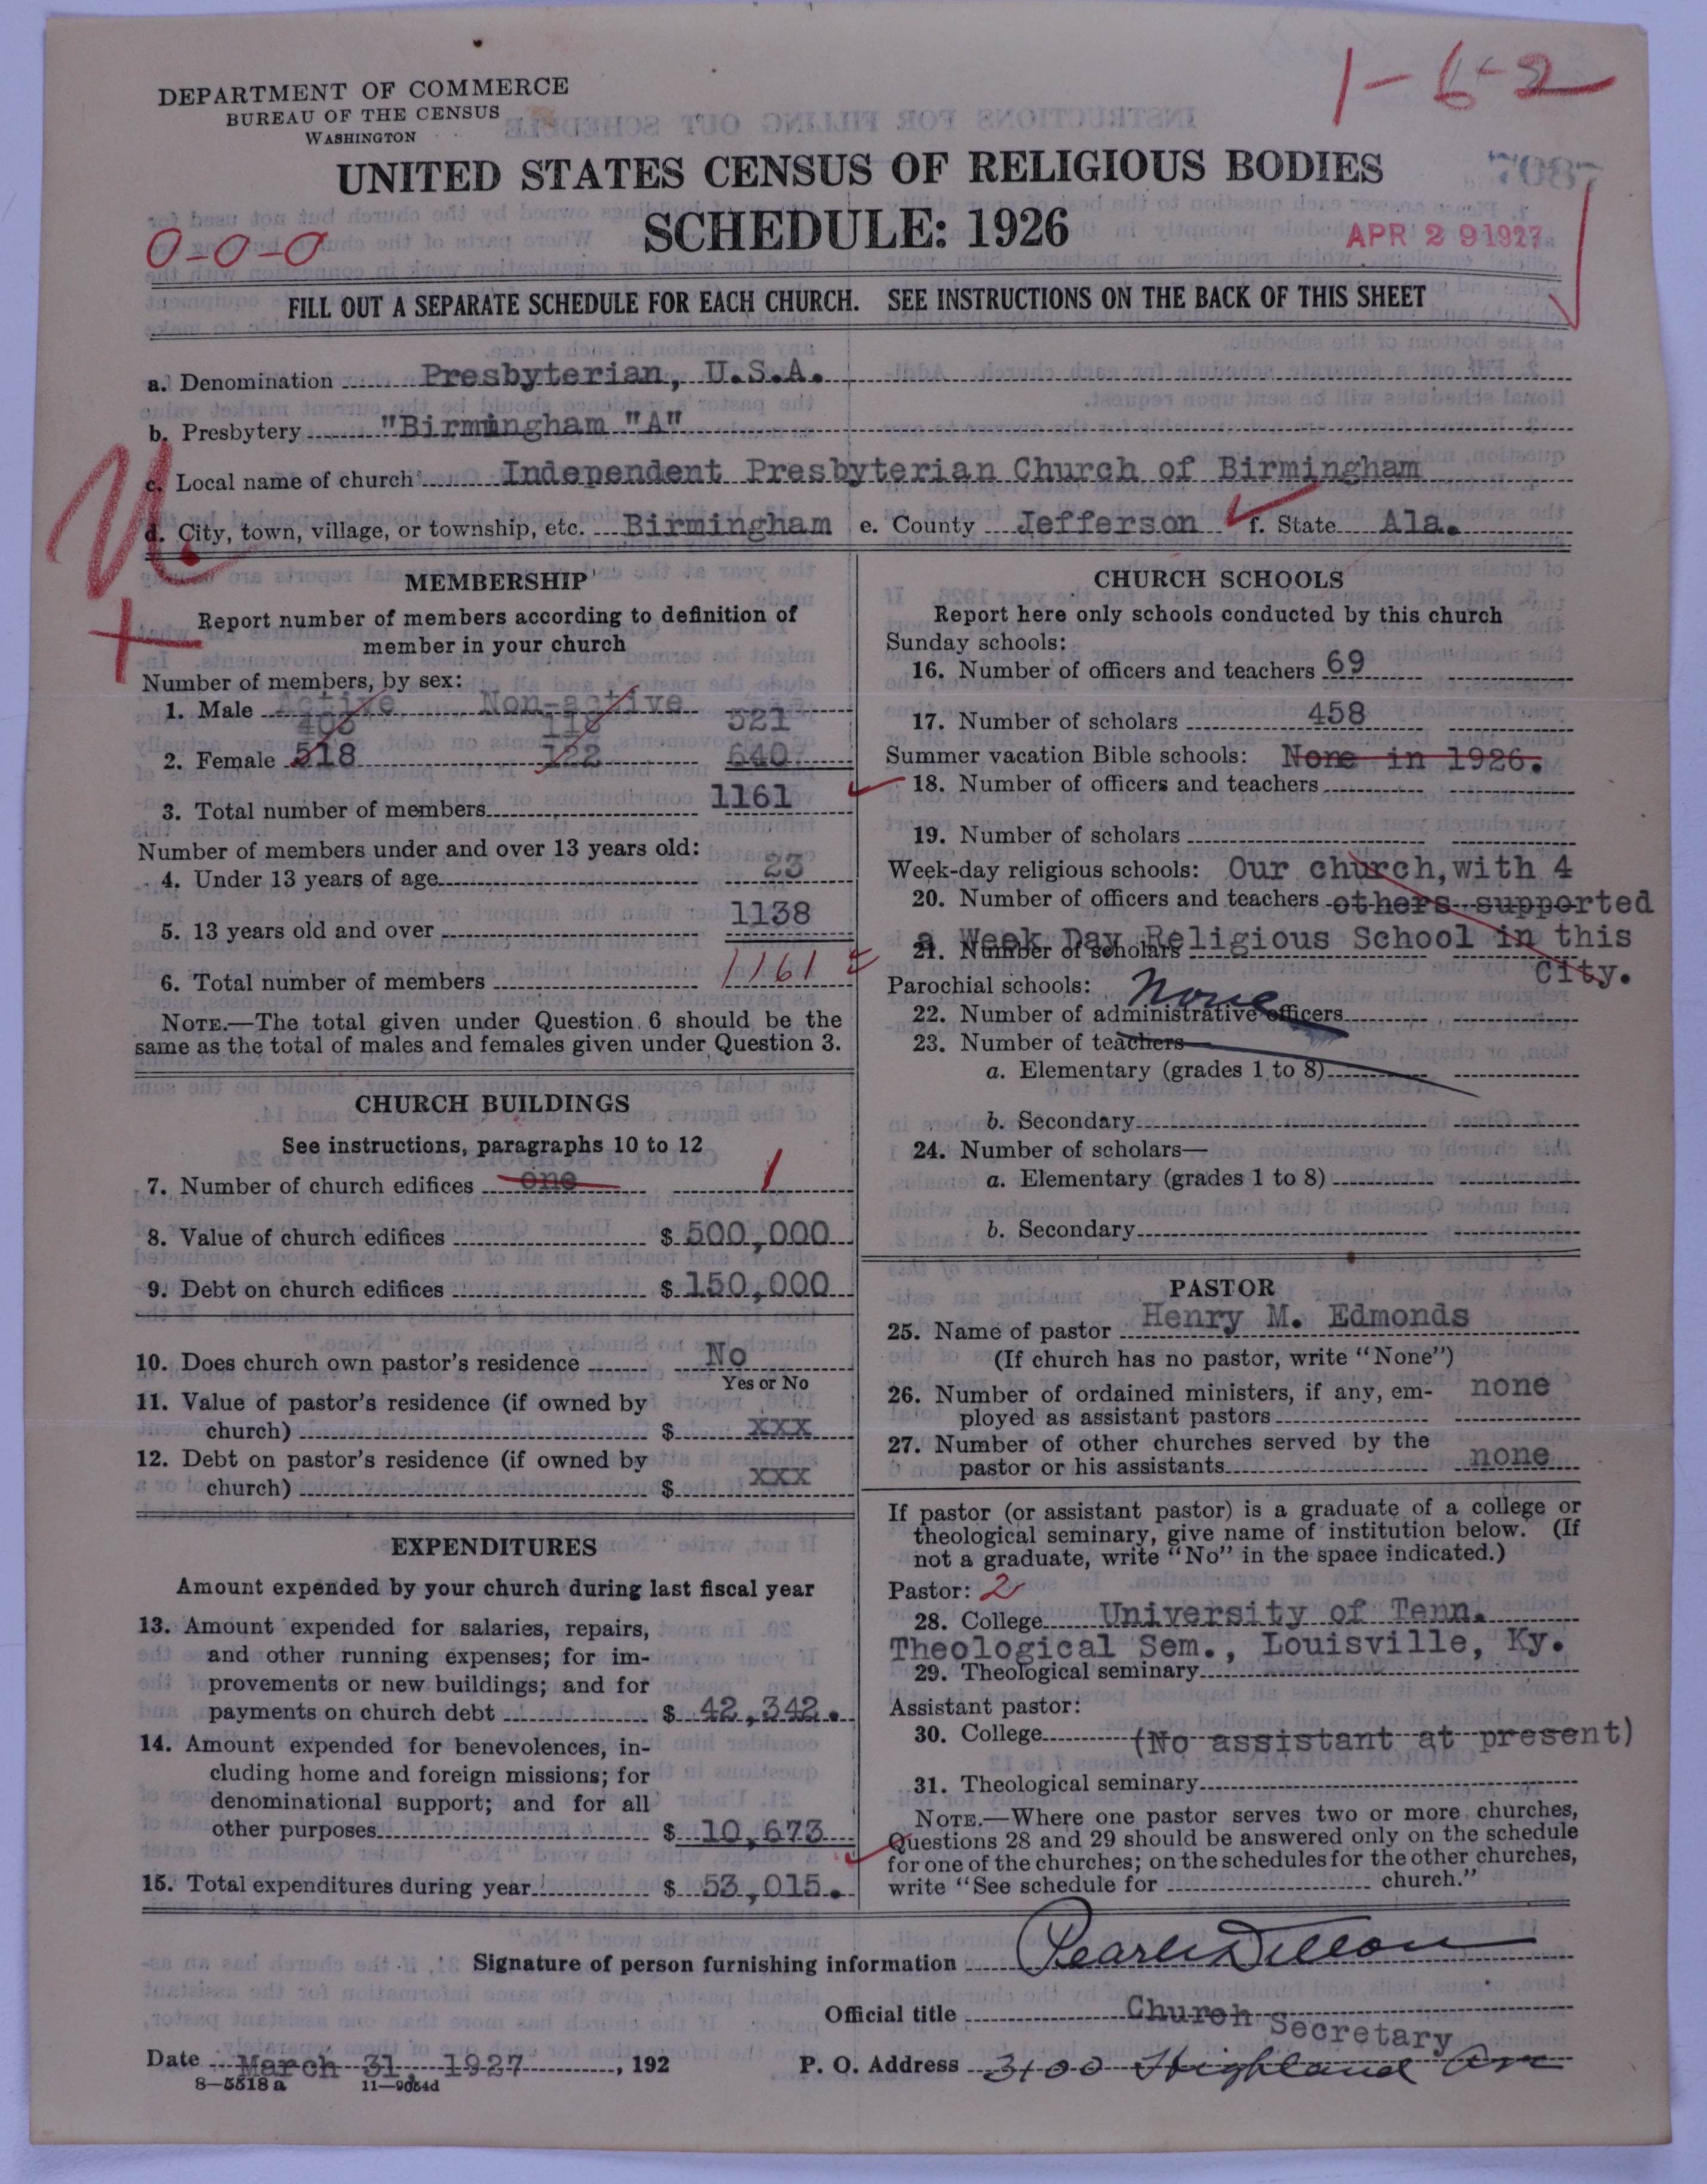 1-6-2
DEPARTMENT OF COMMERCE
BUREAU OF THE CENSUS
WASHINGTON
UNITED STATES CENSUS OF RELIGIOUS BODIES
SCHEDULE: 1926
0-0-0
APR 29 1927
FILL OUT A SEPARATE SCHEDULE FOR EACH CHURCH. SEE INSTRUCTIONS ON THE BACK OF THIS SHEET
a. Denomination Presbyterian, U.S.A.
b. Presbytery "Birmingham "A"
c. Local name of church Independent Presbyterian Church of Birmingham
d. City, town, village, or township, etc. Birmingham e. County Jefferson f. State Ala.
MEMBERSHIP
Report number of members according to definition of
member in your church
Number of members, by sex:
Active Non-active
1. Male 403 118 521
2. Female 518 122 640
3. Total number of members 1161
Number of members under and over 13 years old:
4. Under 13 years of age 23
5. 13 years old and over 1138
6. Total number of members 1161
NOTE.—The total given under Question 6 should be the
same as the total of males and females given under Question 3.
CHURCH BUILDINGS
See instructions, paragraphs 10 to 12
7. Number of church edifices one 1
8. Value of church edifices $ 500,000
9. Debt on church edifices $ 150,000
10. Does church own pastor's residence No
Yes or No
11. Value of pastor's residence (if owned by
church) $ XXX
12. Debt on pastor's residence (if owned by
church) $ XXX
EXPENDITURES
Amount expended by your church during last fiscal year
13. Amount expended for salaries, repairs,
and other running expenses; for im-
provements or new buildings; and for
payments on church debt $ 42,342.
14. Amount expended for benevolences, in-
cluding home and foreign missions; for
denominational support; and for all
other purposes $ 10,673
15. Total expenditures during year $ 53,015.
CHURCH SCHOOLS
Report here only schools conducted by this church
Sunday schools:
16. Number of officers and teachers 69
17. Number of scholars 458
Summer vacation Bible schools: None in 1926.
18. Number of officers and teachers
19. Number of scholars
Week-day religious schools: Our church, with 4
20. Number of officers and teachers others supported
a Week Day Religious School in this
21. Number of scholars
City.
Parochial schools: None
22. Number of administrative officers
23. Number of teachers
a. Elementary (grades 1 to 8)
b. Secondary
24. Number of scholars—
a. Elementary (grades 1 to 8)
b. Secondary
PASTOR
25. Name of pastor Henry M. Edmonds
(If church has no pastor, write "None")
26. Number of ordained ministers, if any, em-
ployed as assistant pastors none
27. Number of other churches served by the
pastor or his assistants none
If pastor (or assistant pastor) is a graduate of a college or
theological seminary, give name of institution below. (If
not a graduate, write "No" in the space indicated.)
Pastor: 2
28. College University of Tenn.
Theological Sem., Louisville, Ky.
29. Theological seminary
Assistant pastor:
30. College (No assistant at present)
31. Theological seminary
NOTE.—Where one pastor serves two or more churches,
Questions 28 and 29 should be answered only on the schedule
for one of the churches; on the schedules for the other churches,
write "See schedule for church."
Signature of person furnishing information Pearle Dillon
Official title Church Secretary
Date March 31, 1927, 192
P. O. Address 3100 Highland Ave
8—5518 a 11—9054d